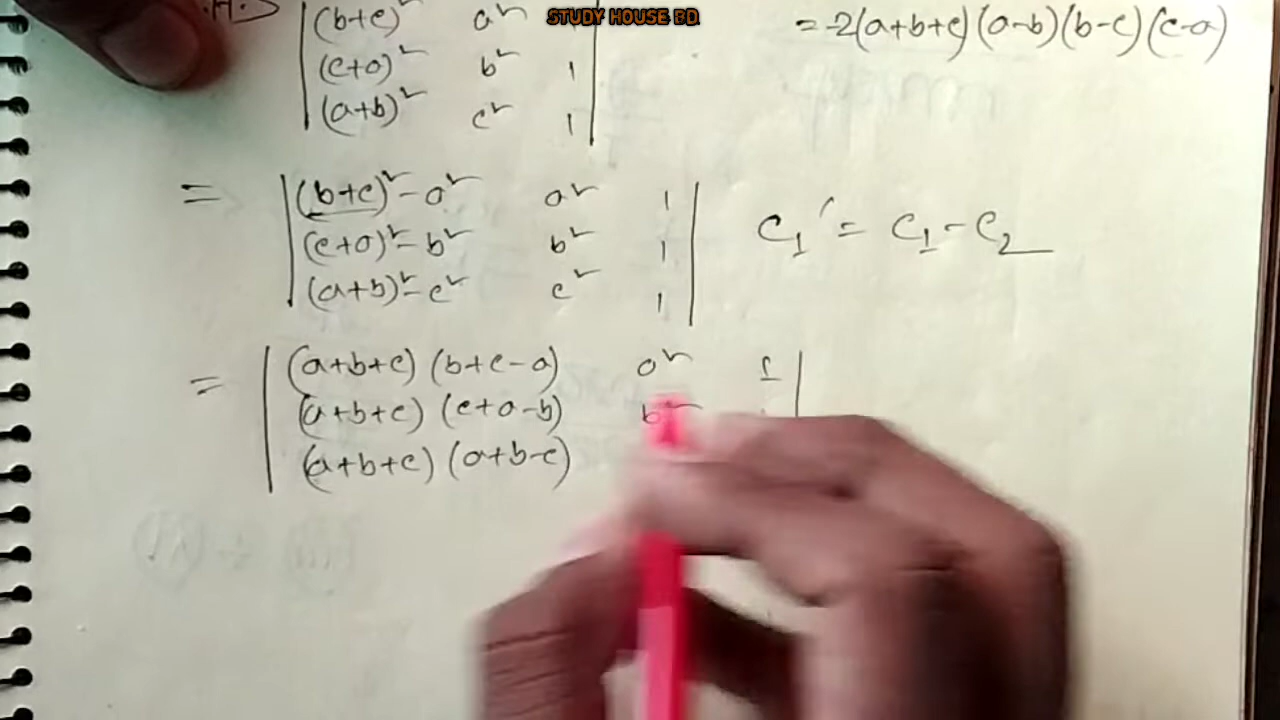 STUDY HOUSE BD
(b+c)² a² = -2(a+b+c)(a-b)(b-c)(c-a)
(c+a)² b² 1
(a+b)² c² 1
= | (b+c)²-a² a² 1 | C₁′ = C₁-C₂
(c+a)²-b² b² 1
(a+b)²-c² c² 1
= | (a+b+c) (b+c-a) a² 1 |
(a+b+c) (c+a-b) b²
(a+b+c) (a+b-c)